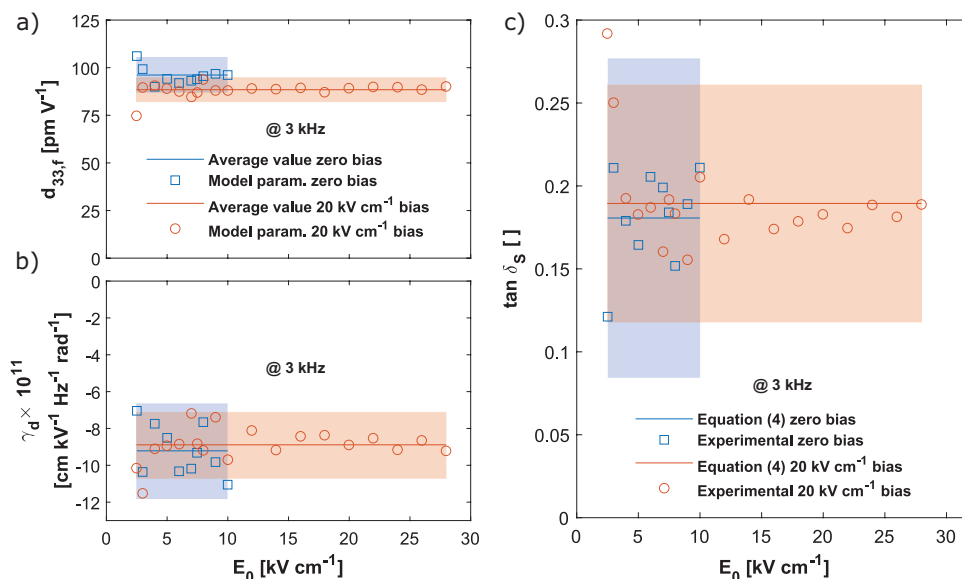 a)
125
100
75
50
25
0
d33,f [pm V-1]
@ 3 kHz
Average value zero bias
Model param. zero bias
Average value 20 kV cm-1 bias
Model param. 20 kV cm-1 bias
b)
0
-2
-4
-6
-8
-10
-12
γd × 10^11
[cm kV-1 Hz-1 rad-1]
@ 3 kHz
0 5 10 15 20 25 30
E0 [kV cm-1]
c)
0.3
0.25
0.2
0.15
0.1
0.05
0
tan δS [ ]
@ 3 kHz
Equation (4) zero bias
Experimental zero bias
Equation (4) 20 kV cm-1 bias
Experimental 20 kV cm-1 bias
0 5 10 15 20 25 30
E0 [kV cm-1]